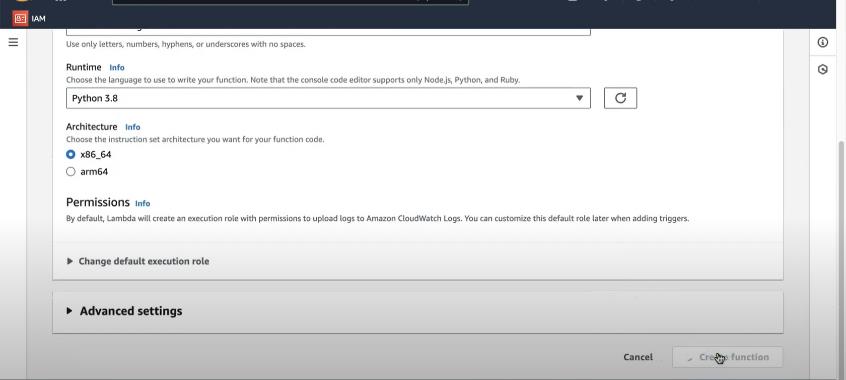 IAM
Use only letters, numbers, hyphens, or underscores with no spaces.
Runtime Info
Choose the language to use to write your function. Note that the console code editor supports only Node.js, Python, and Ruby.
Python 3.8
Architecture Info
Choose the instruction set architecture you want for your function code.
x86_64
arm64
Permissions Info
By default, Lambda will create an execution role with permissions to upload logs to Amazon CloudWatch Logs. You can customize this default role later when adding triggers.
Change default execution role
Advanced settings
Cancel Create function